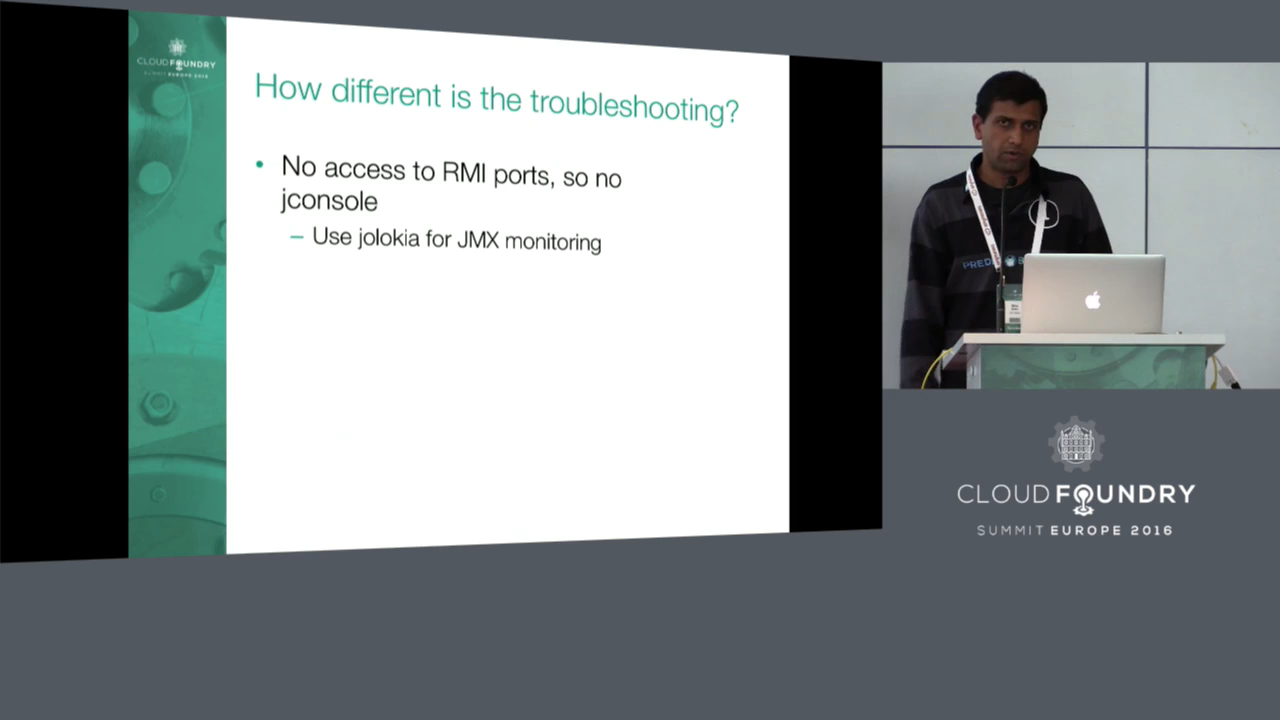 CLOUD FOUNDRY
SUMMIT EUROPE 2016
How different is the troubleshooting?
• No access to RMI ports, so no
jconsole
– Use jolokia for JMX monitoring
CLOUD FOUNDRY
SUMMIT EUROPE 2016